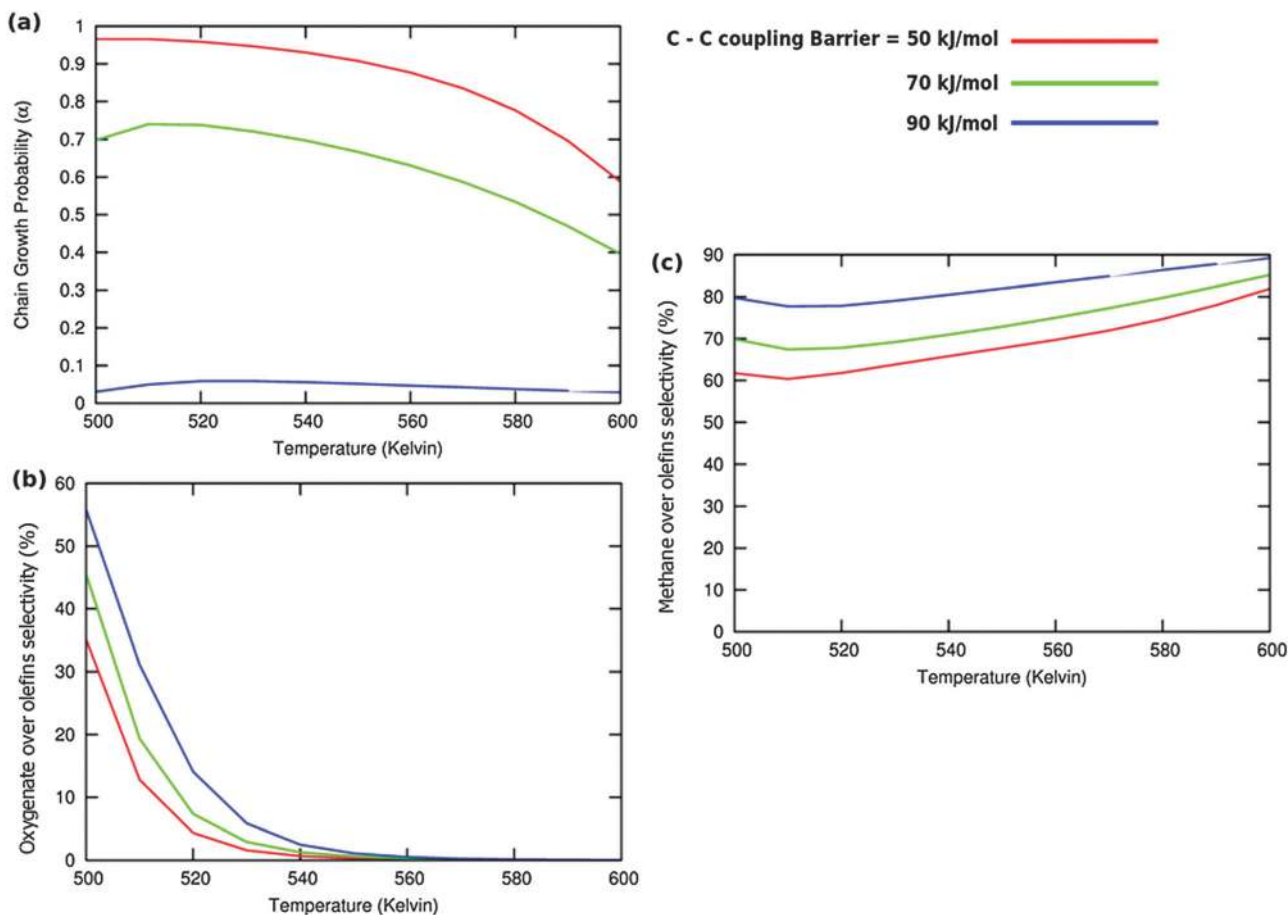 (a)
1
0.9
0.8
0.7
0.6
0.5
0.4
0.3
0.2
0.1
0
Chain Growth Probability (α)
500 520 540 560 580 600
Temperature (Kelvin)
C - C coupling Barrier = 50 kJ/mol
70 kJ/mol
90 kJ/mol
(b)
60
50
40
30
20
10
0
Oxygenate over olefins selectivity (%)
500 520 540 560 580 600
Temperature (Kelvin)
(c)
90
80
70
60
50
40
30
20
10
0
Methane over olefins selectivity (%)
500 520 540 560 580 600
Temperature (Kelvin)